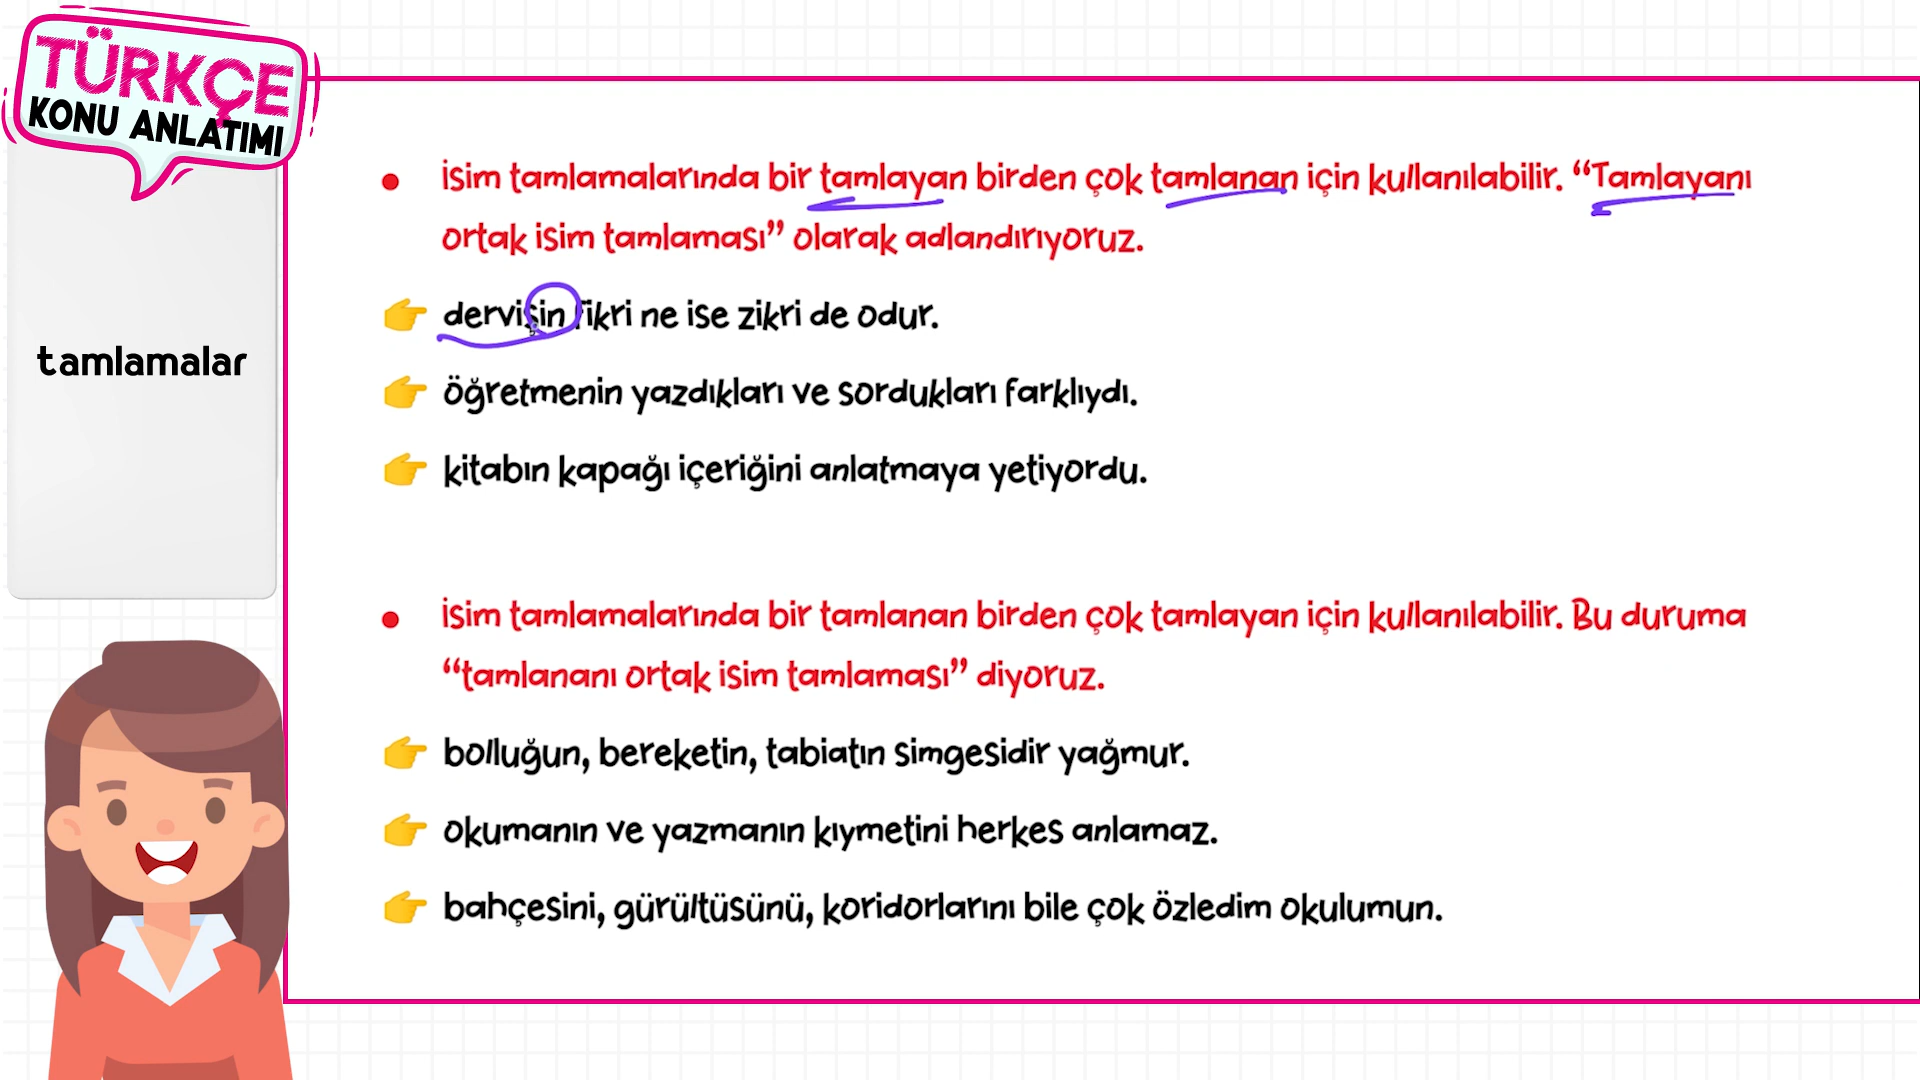 TÜRKÇE
KONU ANLATIMI
tamlamalar
• isim tamlamalarında bir tamlayan birden çok tamlanan için kullanılabilir. “Tamlayanı
ortak isim tamlaması” olarak adlandırıyoruz.
👉 dervişin fikri ne ise zikri de odur.
👉 öğretmenin yazdıkları ve sordukları farklıydı.
👉 kitabın kapağı içeriğini anlatmaya yetiyordu.
• isim tamlamalarında bir tamlanan birden çok tamlayan için kullanılabilir. Bu duruma
“tamlananı ortak isim tamlaması” diyoruz.
👉 bolluğun, bereketin, tabiatın simgesidir yağmur.
👉 okumanın ve yazmanın kıymetini herkes anlamaz.
👉 bahçesini, gürültüsünü, koridorlarını bile çok özledim okulumun.